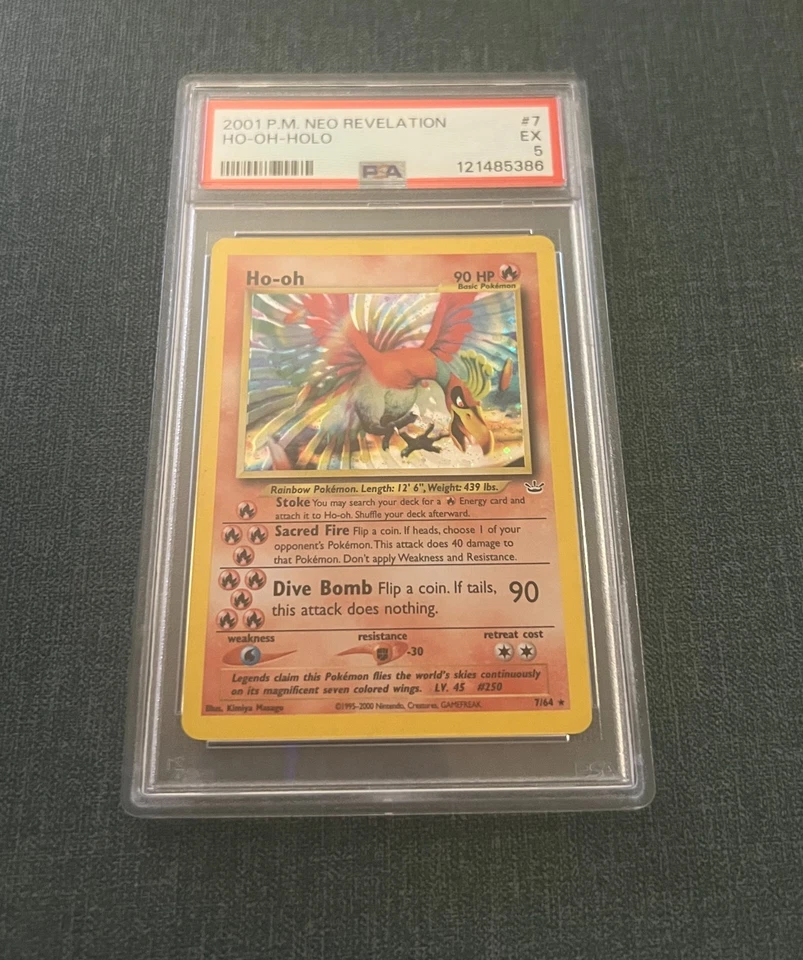 2001 P.M. NEO REVELATION #7
HO-OH-HOLO EX
5
PSA 121485386
Ho-oh 90 HP
Basic Pokémon
Rainbow Pokémon. Length: 12' 6", Weight: 439 lbs.
Stoke You may search your deck for a Energy card and
attach it to Ho-oh. Shuffle your deck afterward.
Sacred Fire Flip a coin. If heads, choose 1 of your
opponent's Pokémon. This attack does 40 damage to
that Pokémon. Don't apply Weakness and Resistance.
Dive Bomb Flip a coin. If tails, 90
this attack does nothing.
weakness resistance retreat cost
-30
Legends claim this Pokémon flies the world's skies continuously
on its magnificent seven colored wings. LV. 45 #250
Illus. Kimiya Masago ©1995-2000 Nintendo, Creatures, GAMEFREAK. 7/64 ★